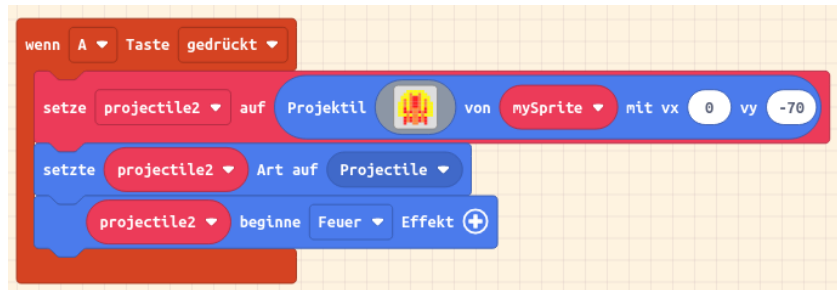 wenn A Taste gedrückt
setze projectile2 auf Projektil von mySprite mit vx 0 vy -70
setzte projectile2 Art auf Projectile
projectile2 beginne Feuer Effekt